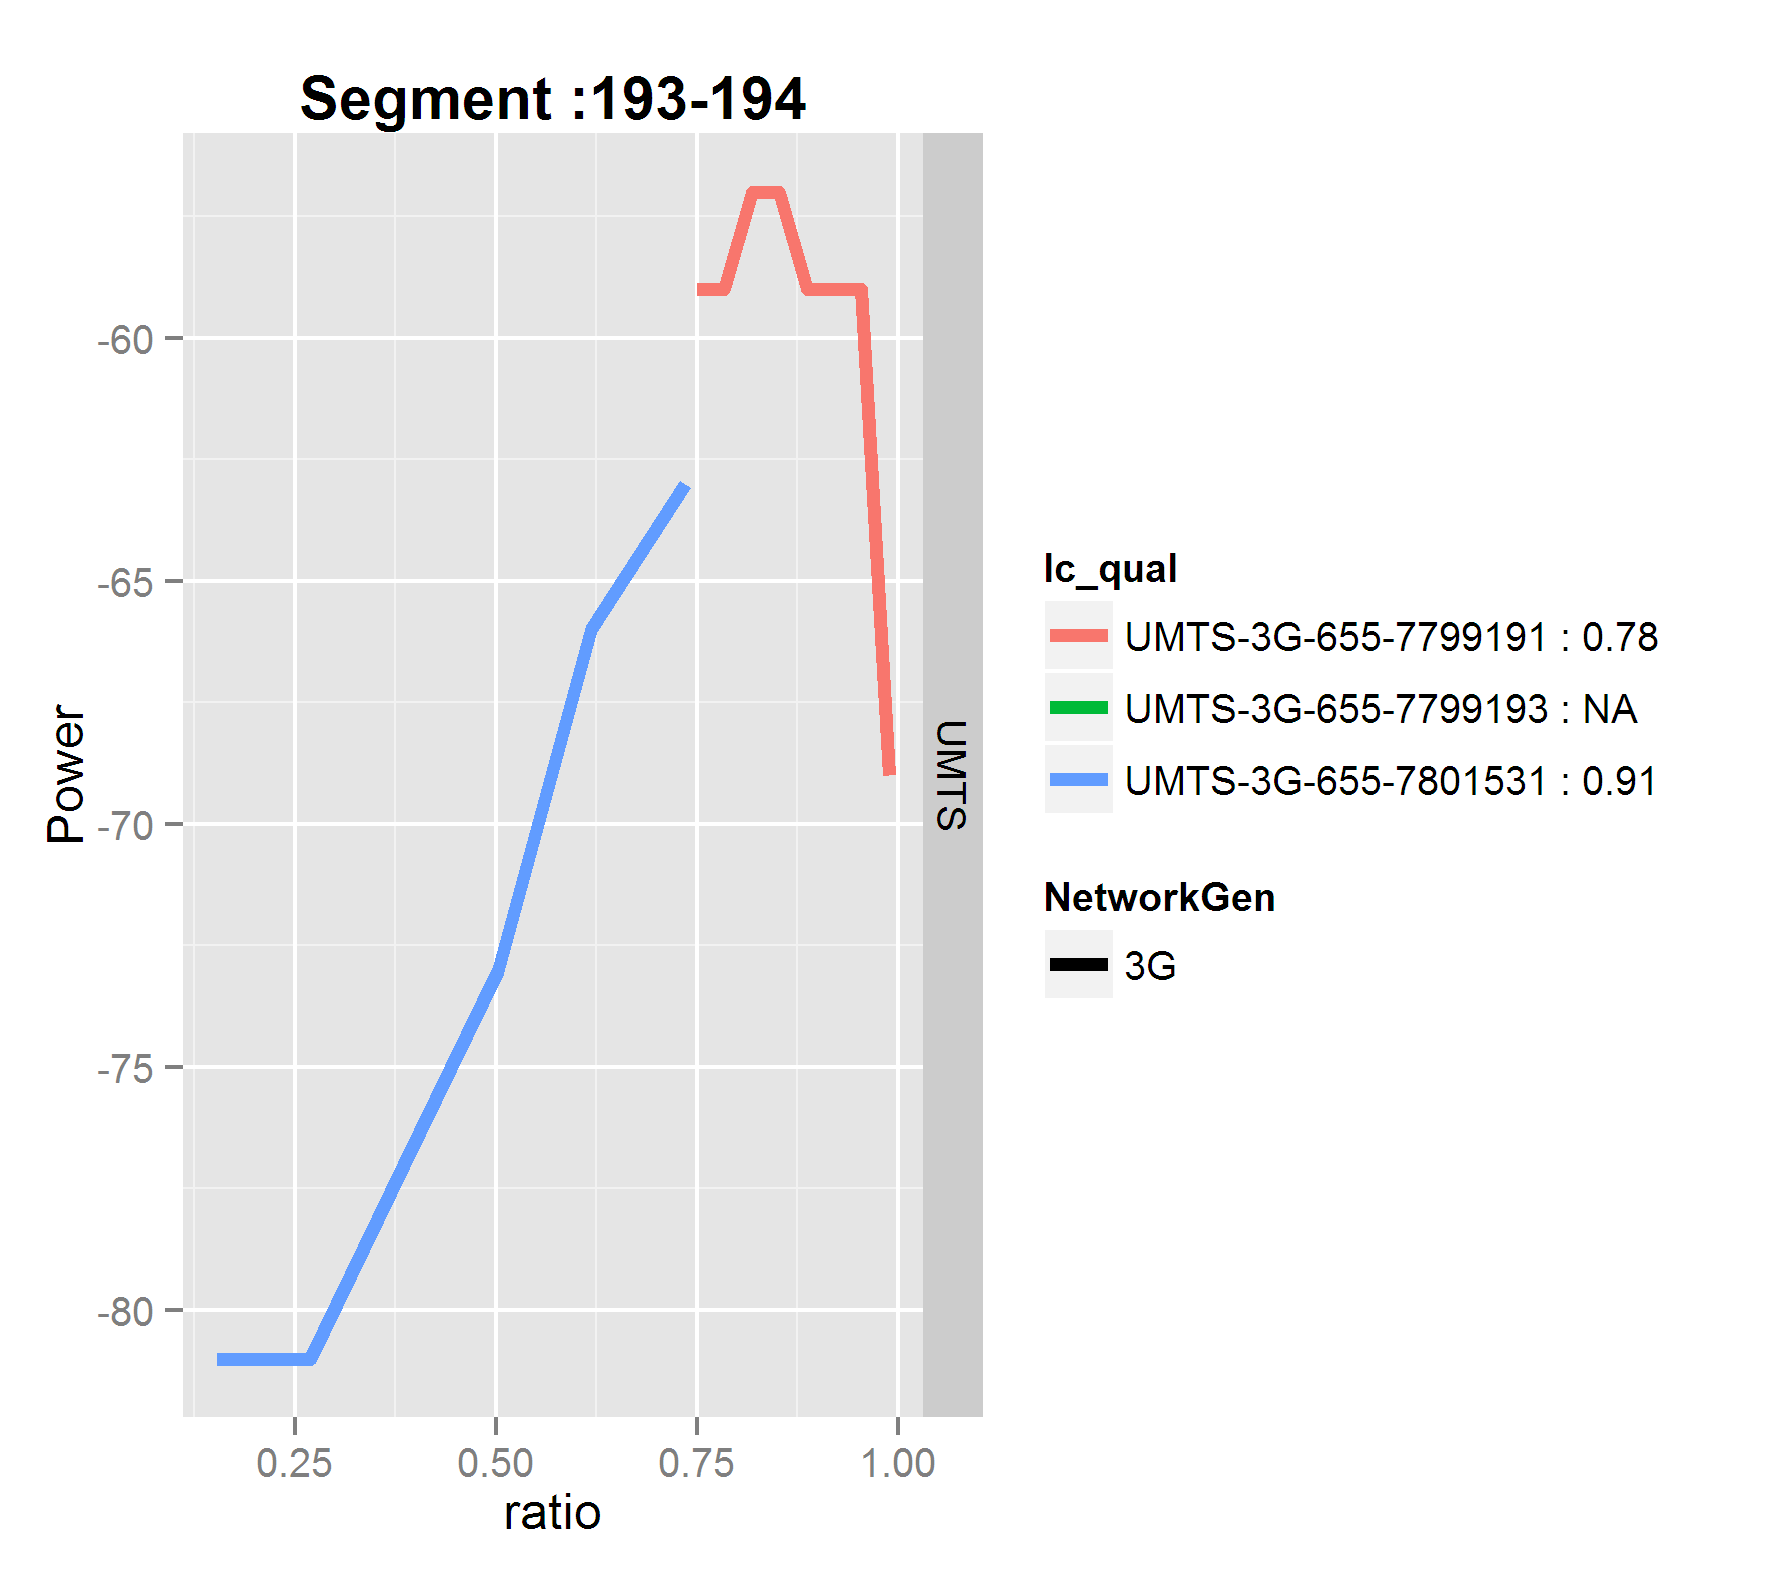 Segment :193-194
-60
-65
-70
-75
-80
Power
0.25 0.50 0.75 1.00
ratio
UMTS
lc_qual
UMTS-3G-655-7799191 : 0.78
UMTS-3G-655-7799193 : NA
UMTS-3G-655-7801531 : 0.91
NetworkGen
3G